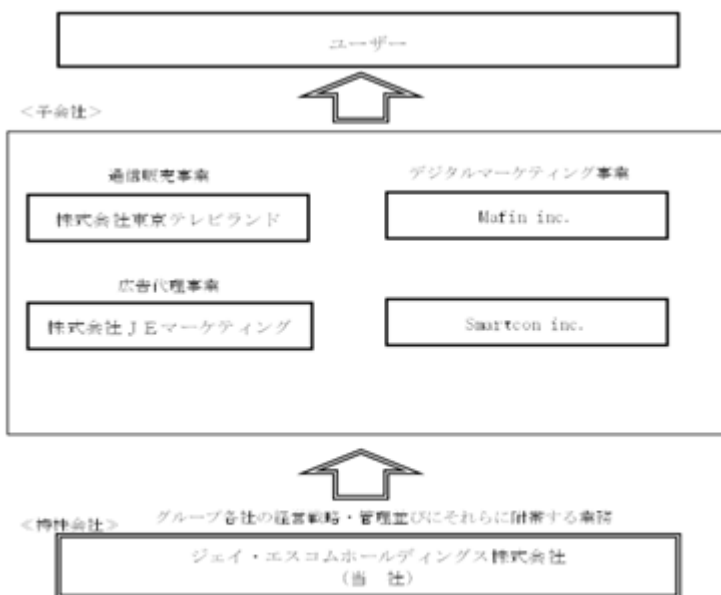 ユーザー
＜子会社＞
通信販売事業
デジタルマーケティング事業
株式会社東京テレビランド
Mafin inc.
広告代理事業
株式会社ＪＥマーケティング
Smartcon inc.
＜持株会社＞
グループ各社の経営戦略・管理並びにそれらに附帯する業務
ジェイ・エスコムホールディングス株式会社
（当　社）